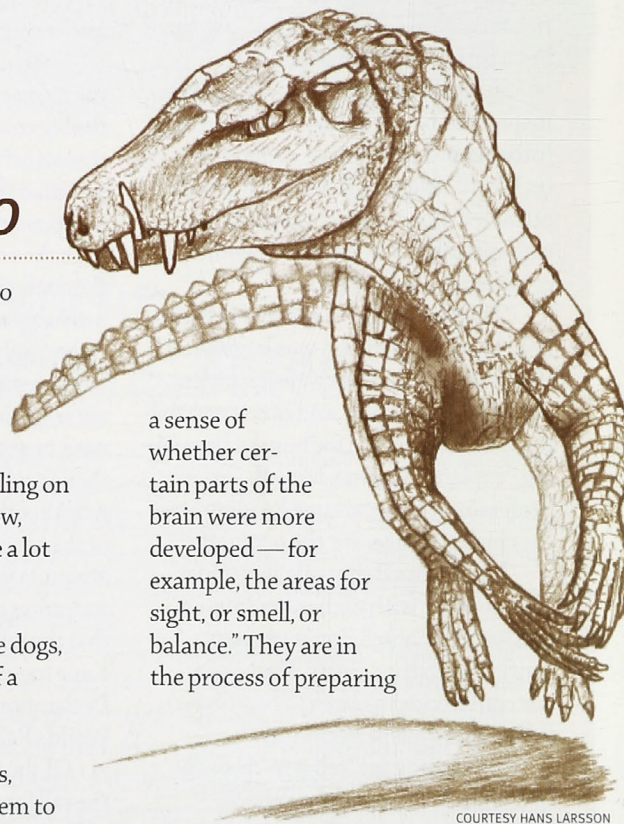 o
o
ling on
w,
a lot
e dogs,
f a
s,
em to
a sense of
whether cer-
tain parts of the
brain were more
developed — for
example, the areas for
sight, or smell, or
balance.” They are in
the process of preparing
COURTESY HANS LARSSON